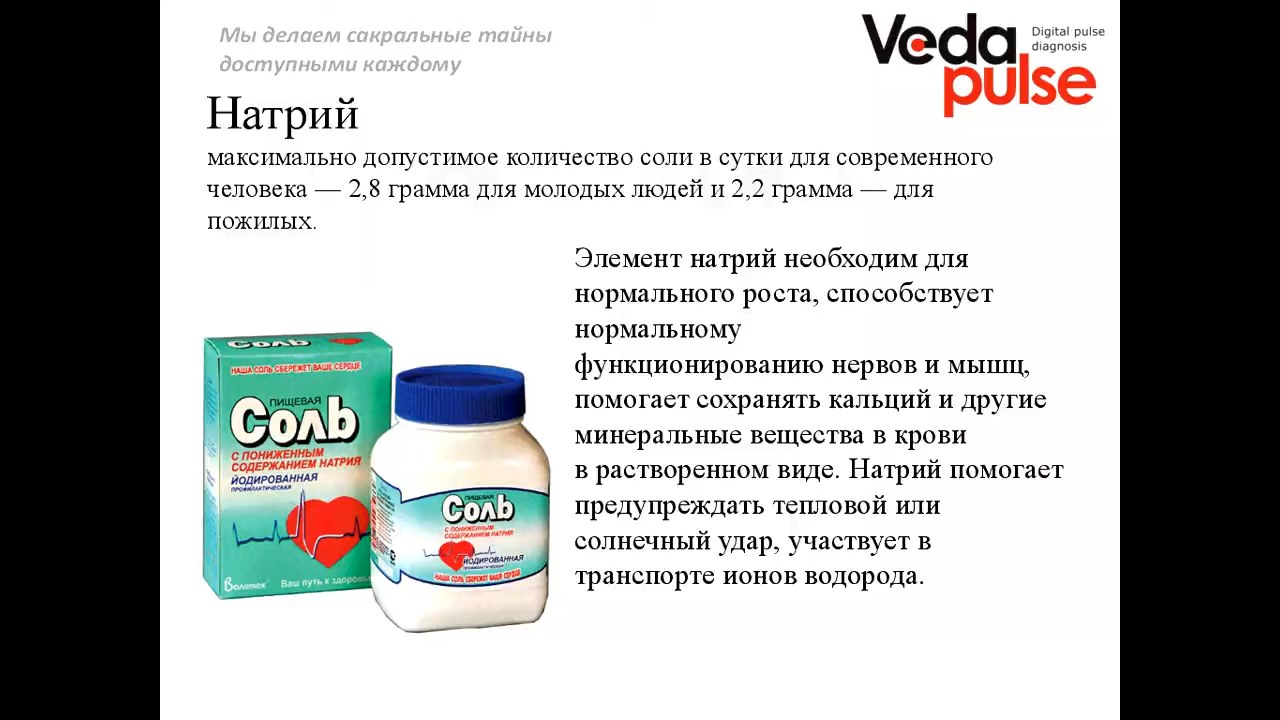 Мы делаем сакральные тайны
доступными каждому
Veda
pulse
Digital pulse
diagnosis
Натрий
максимально допустимое количество соли в сутки для современного
человека — 2,8 грамма для молодых людей и 2,2 грамма — для
пожилых.
Элемент натрий необходим для
нормального роста, способствует
нормальному
функционированию нервов и мышц,
помогает сохранять кальций и другие
минеральные вещества в крови
в растворенном виде. Натрий помогает
предупреждать тепловой или
солнечный удар, участвует в
транспорте ионов водорода.
Соль
НАША СОЛЬ СБЕРЕЖЕТ ВАШЕ СЕРДЦЕ
ПИЩЕВАЯ
Соль
С ПОНИЖЕННЫМ
СОДЕРЖАНИЕМ НАТРИЯ
ЙОДИРОВАННАЯ
ПРОФИЛАКТИЧЕСКАЯ
Валетек
Ваш путь к здоровь
ПИЩЕВАЯ
Соль
С ПОНИЖЕННЫМ
СОДЕРЖАНИЕМ НАТРИЯ
ЙОДИРОВАННАЯ
ПРОФИЛАКТИЧЕСКАЯ
НАША СОЛЬ СБЕРЕЖЕТ ВАШЕ СЕРДЦЕ